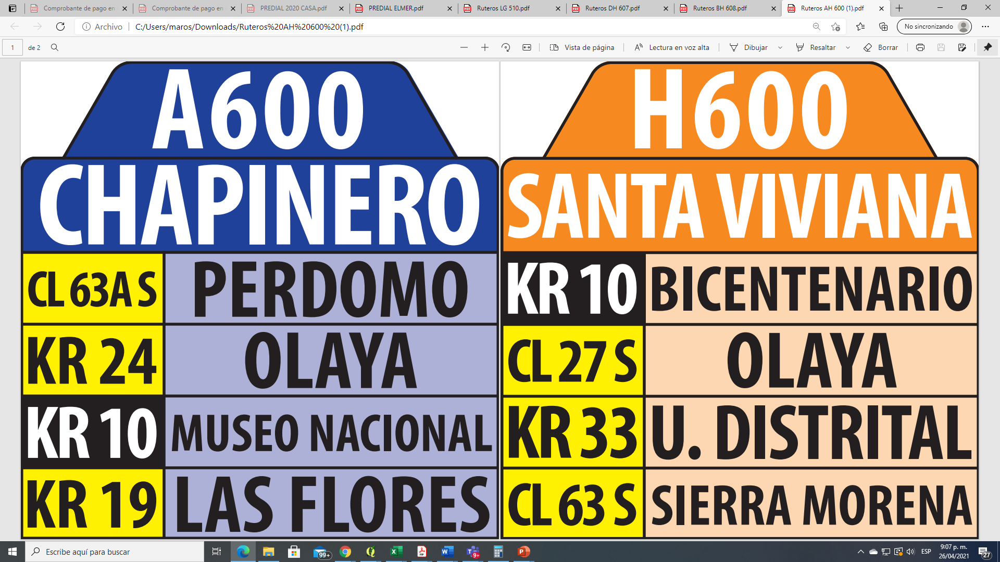 Comprobante de pago en
Comprobante de pago en
PREDIAL 2020 CASA.pdf
PREDIAL ELMER.pdf
Ruteros LG 510.pdf
Ruteros DH 607.pdf
Ruteros BH 608.pdf
Ruteros AH 600 (1).pdf
Archivo
C:/Users/maros/Downloads/Ruteros%20AH%20600%20(1).pdf
No sincronizando
1 de 2
Vista de página
Lectura en voz alta
Dibujar
Resaltar
Borrar
A600
CHAPINERO
CL 63A S PERDOMO
KR 24 OLAYA
KR 10 MUSEO NACIONAL
KR 19 LAS FLORES
H600
SANTA VIVIANA
KR 10 BICENTENARIO
CL 27 S OLAYA
KR 33 U. DISTRITAL
CL 63 S SIERRA MORENA
Escribe aquí para buscar
99+
9+
ESP
9:07 p. m.
26/04/2021
27